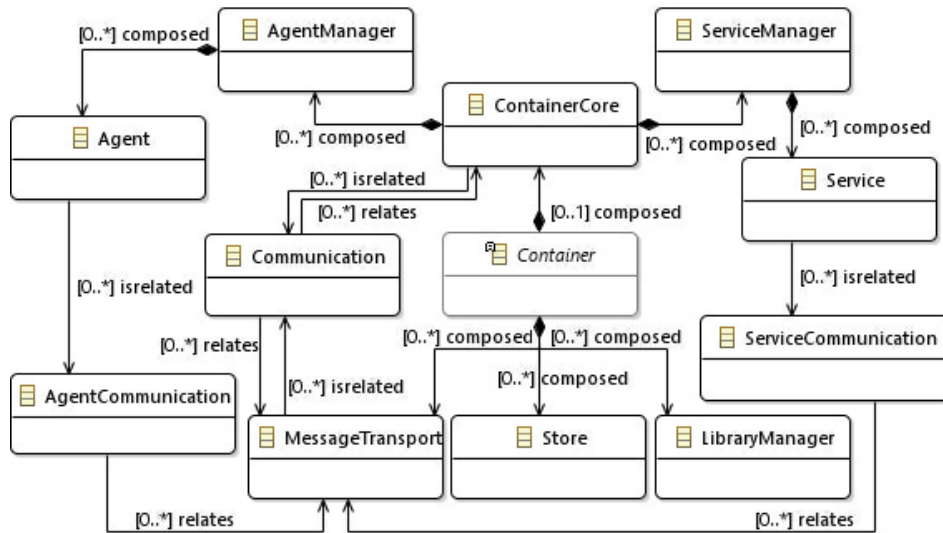 [0..*] composed
AgentManager
ServiceManager
ContainerCore
[0..*] composed
[0..*] composed
[0..*] composed
Agent
Service
[0..*] isrelated
[0..*] relates
[0..1] composed
Communication
Container
[0..*] isrelated
[0..*] isrelated
[0..*] relates
[0..*] composed
[0..*] composed
ServiceCommunication
[0..*] isrelated
[0..*] composed
AgentCommunication
MessageTransport
Store
LibraryManager
[0..*] relates
[0..*] relates